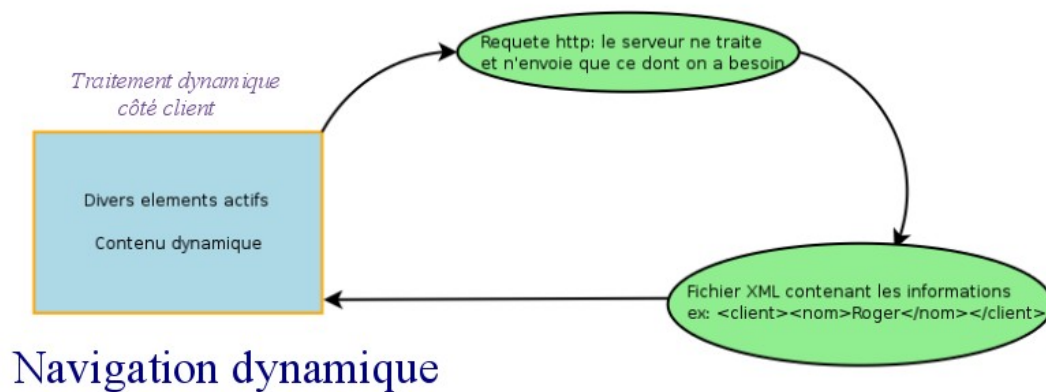 Requete http: le serveur ne traite
et n'envoie que ce dont on a besoin
Traitement dynamique
côté client
Divers elements actifs
Contenu dynamique
Fichier XML contenant les informations
ex: <client><nom>Roger</nom></client>
Navigation dynamique